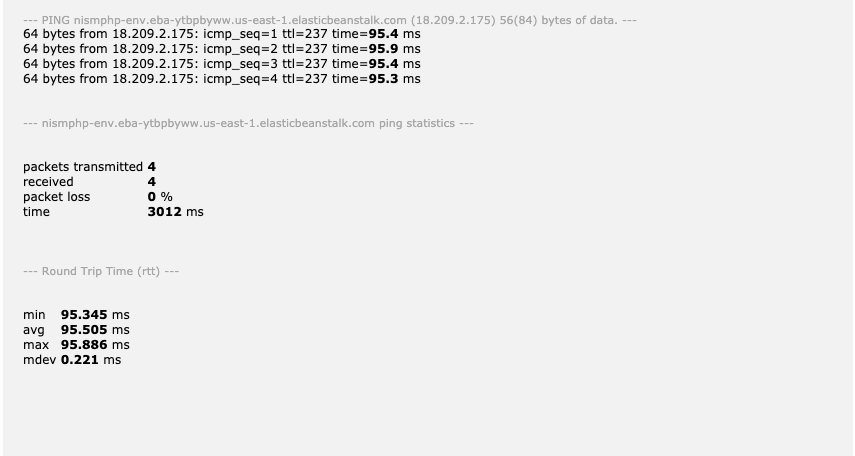 --- PING nismphp-env.eba-ytbpbyww.us-east-1.elasticbeanstalk.com (18.209.2.175) 56(84) bytes of data. ---
64 bytes from 18.209.2.175: icmp_seq=1 ttl=237 time=95.4 ms
64 bytes from 18.209.2.175: icmp_seq=2 ttl=237 time=95.9 ms
64 bytes from 18.209.2.175: icmp_seq=3 ttl=237 time=95.4 ms
64 bytes from 18.209.2.175: icmp_seq=4 ttl=237 time=95.3 ms
--- nismphp-env.eba-ytbpbyww.us-east-1.elasticbeanstalk.com ping statistics ---
packets transmitted 4
received 4
packet loss 0 %
time 3012 ms
--- Round Trip Time (rtt) ---
min 95.345 ms
avg 95.505 ms
max 95.886 ms
mdev 0.221 ms